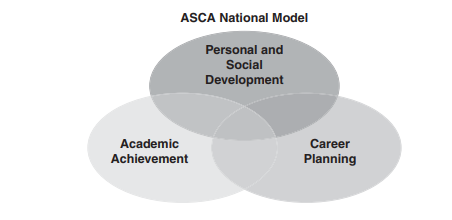 ASCA National Model
Personal and
Social
Development
Academic
Achievement
Career
Planning